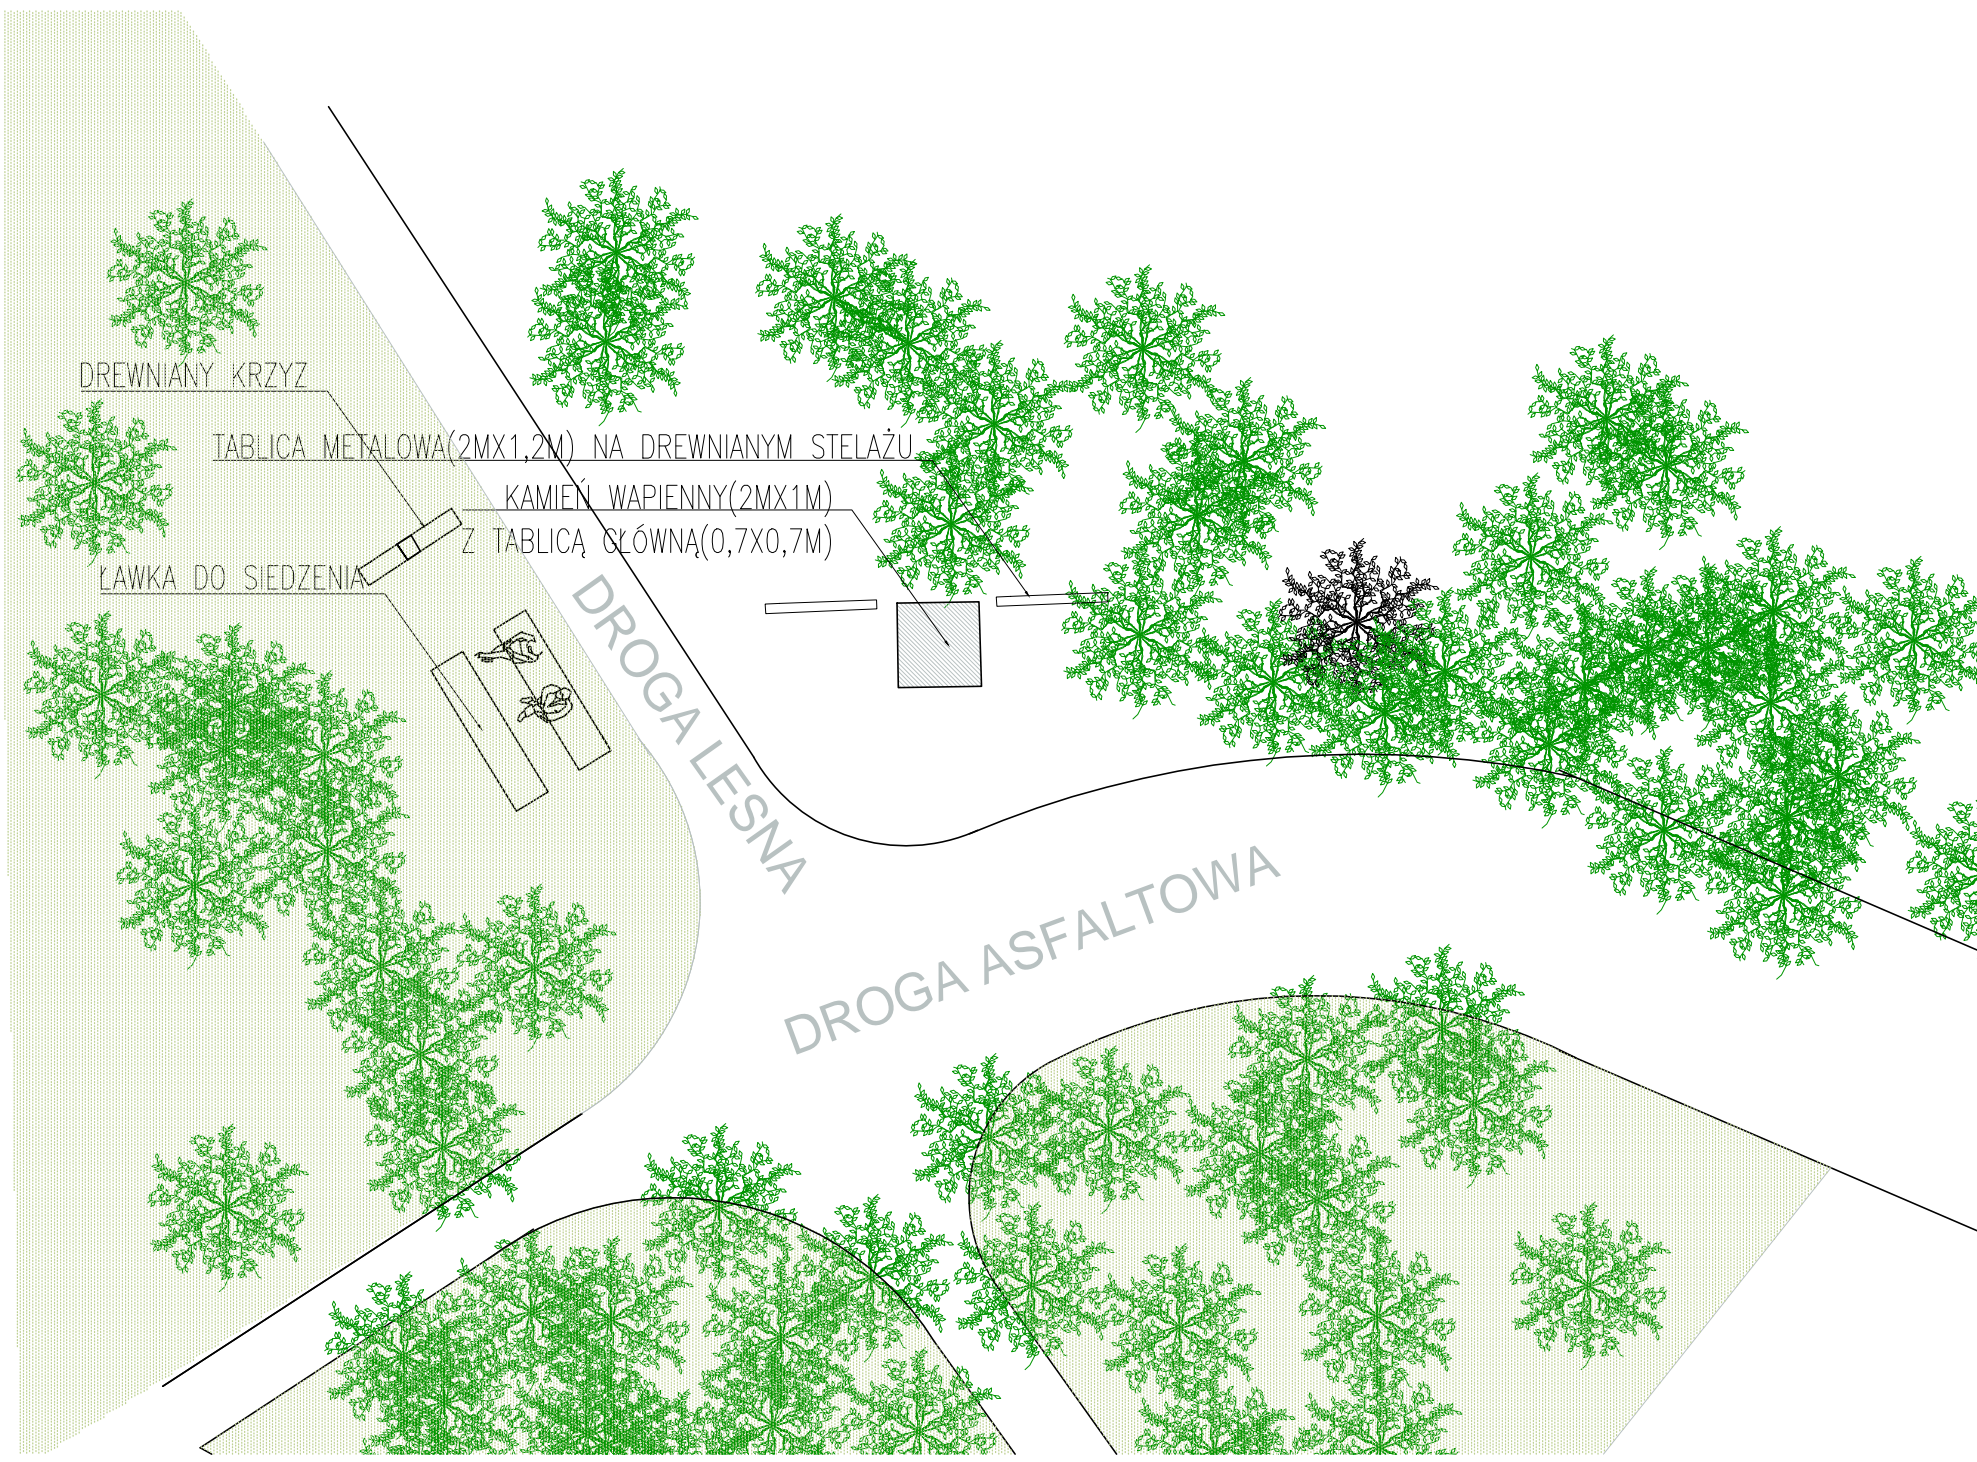 DREWNIANY KRZYZ
TABLICA METALOWA(2MX1,2M) NA DREWNIANYM STELAŻU
KAMIEŃ WAPIENNY(2MX1M)
Z TABLICĄ GŁÓWNĄ(0,7X0,7M)
ŁAWKA DO SIEDZENIA
DROGA LESNA
DROGA ASFALTOWA